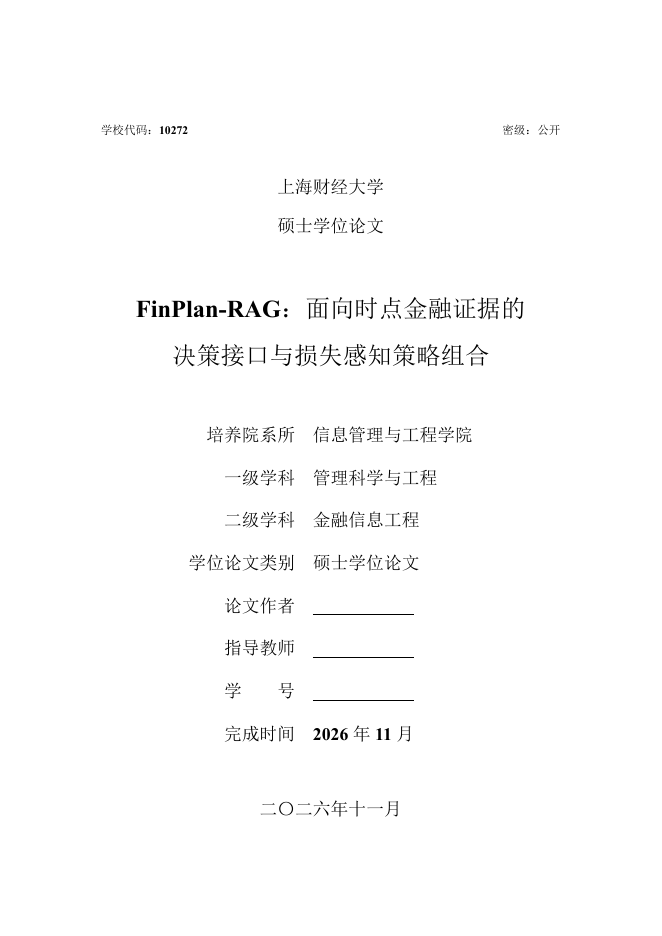 学校代码：10272 密级：公开
上海财经大学
硕士学位论文
FinPlan-RAG：面向时点金融证据的
决策接口与损失感知策略组合
培养院系所 信息管理与工程学院
一级学科 管理科学与工程
二级学科 金融信息工程
学位论文类别 硕士学位论文
论文作者
指导教师
学 号
完成时间 2026 年 11 月
二〇二六年十一月